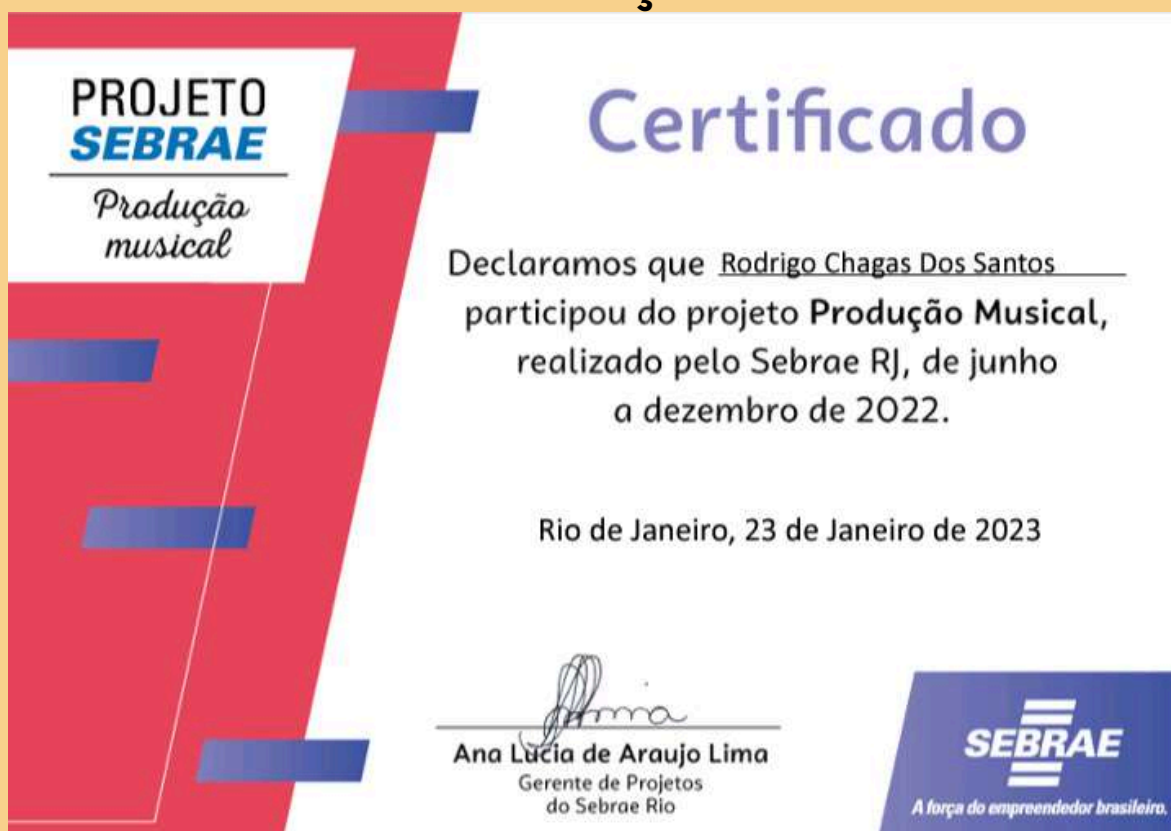 PROJETO
SEBRAE
Produção
musical
Certificado
Declaramos que Rodrigo Chagas Dos Santos
participou do projeto Produção Musical,
realizado pelo Sebrae RJ, de junho
a dezembro de 2022.
Rio de Janeiro, 23 de Janeiro de 2023
Ana Lucia de Araujo Lima
Gerente de Projetos
do Sebrae Rio
SEBRAE
A força do empreendedor brasileiro.